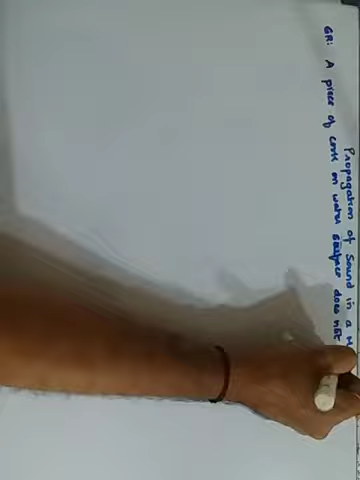 Propagation of Sound in a M
GR: A piece of cork on water surface does not